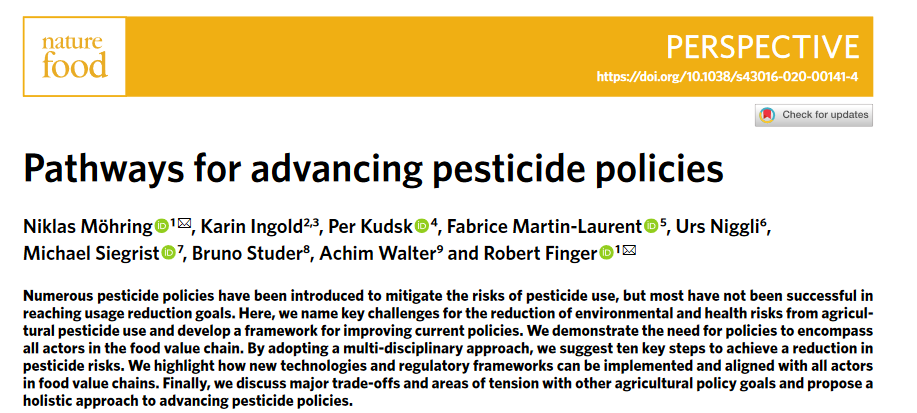 nature
food
PERSPECTIVE
https://doi.org/10.1038/s43016-020-00141-4
Check for updates
Pathways for advancing pesticide policies
Niklas Möhring iD 1✉, Karin Ingold2,3, Per Kudsk iD 4, Fabrice Martin-Laurent iD 5, Urs Niggli6,
Michael Siegrist iD 7, Bruno Studer8, Achim Walter9 and Robert Finger iD 1✉
Numerous pesticide policies have been introduced to mitigate the risks of pesticide use, but most have not been successful in
reaching usage reduction goals. Here, we name key challenges for the reduction of environmental and health risks from agricul-
tural pesticide use and develop a framework for improving current policies. We demonstrate the need for policies to encompass
all actors in the food value chain. By adopting a multi-disciplinary approach, we suggest ten key steps to achieve a reduction in
pesticide risks. We highlight how new technologies and regulatory frameworks can be implemented and aligned with all actors
in food value chains. Finally, we discuss major trade-offs and areas of tension with other agricultural policy goals and propose a
holistic approach to advancing pesticide policies.